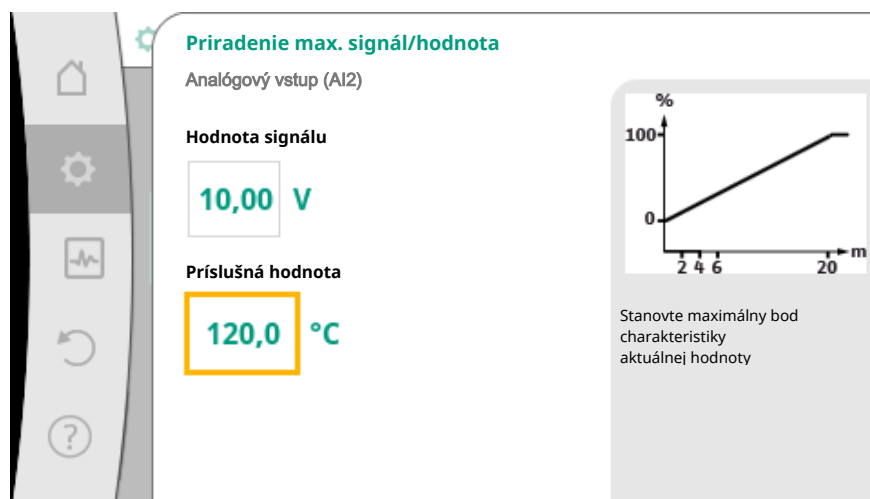 Priradenie max. signál/hodnota
Analógový vstup (AI2)
Hodnota signálu
10,00 V
Príslušná hodnota
120,0 °C
%
100
0
2 4 6 20 m
Stanovte maximálny bod
charakteristiky
aktuálnej hodnoty
?